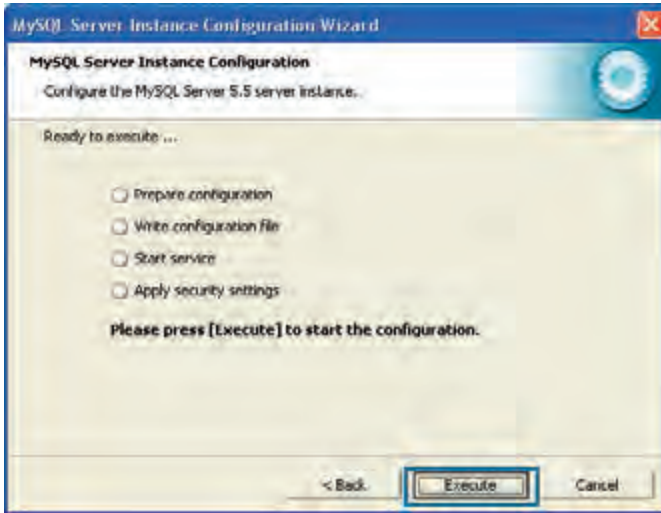 MySQL Server Instance Configuration Wizard
MySQL Server Instance Configuration
Configure the MySQL Server 5.5 server instance.
Ready to execute ...
Prepare configuration
Write configuration file
Start service
Apply security settings
Please press [Execute] to start the configuration.
< Back
Execute
Cancel